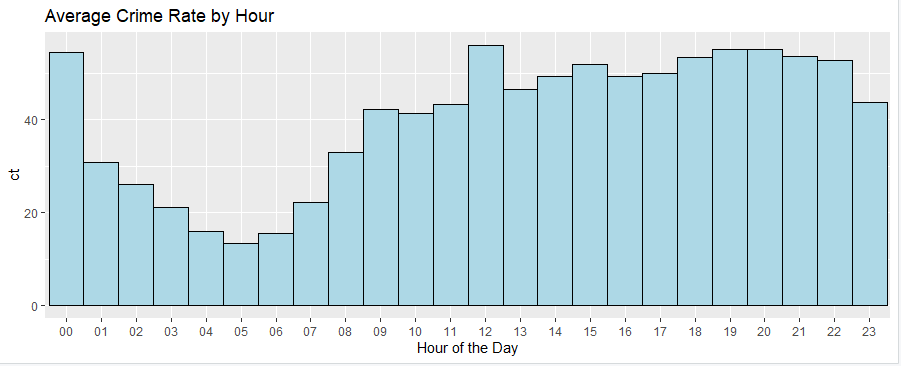 Average Crime Rate by Hour
ct
40
20
0
00 01 02 03 04 05 06 07 08 09 10 11 12 13 14 15 16 17 18 19 20 21 22 23
Hour of the Day